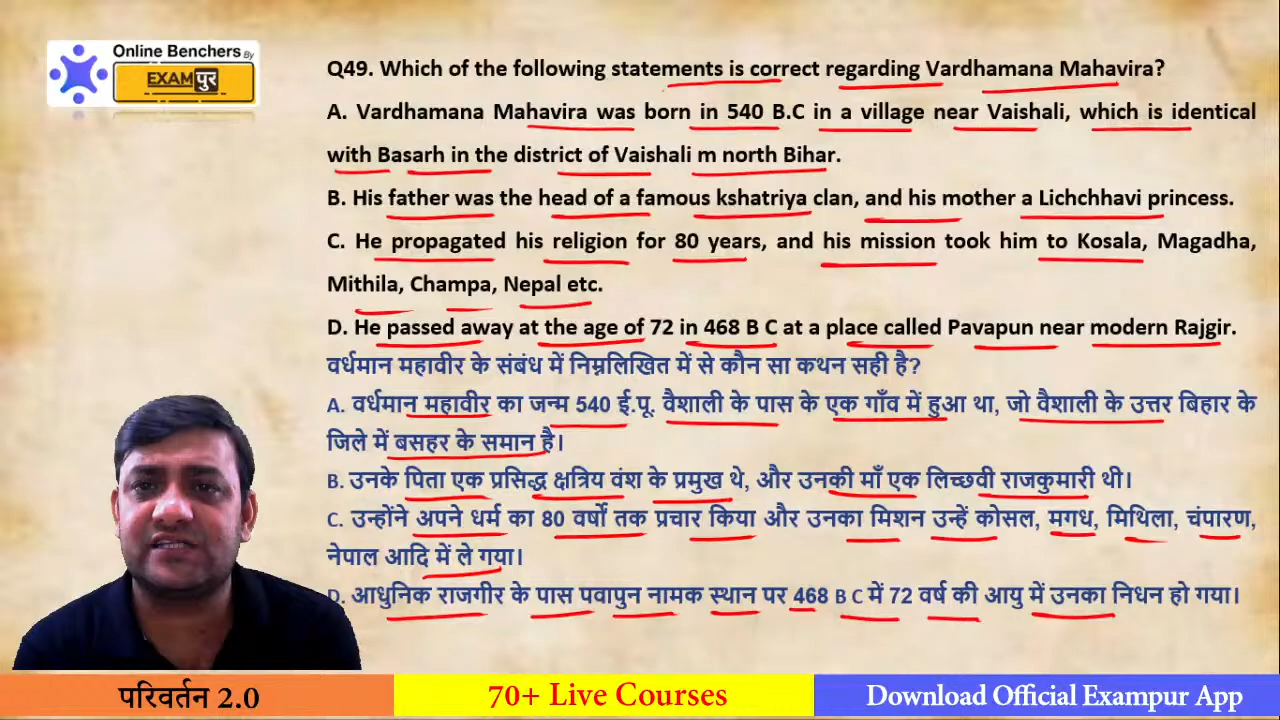 Online Benchers By
EXAMपुर
Q49. Which of the following statements is correct regarding Vardhamana Mahavira?
A. Vardhamana Mahavira was born in 540 B.C in a village near Vaishali, which is identical
with Basarh in the district of Vaishali m north Bihar.
B. His father was the head of a famous kshatriya clan, and his mother a Lichchhavi princess.
C. He propagated his religion for 80 years, and his mission took him to Kosala, Magadha,
Mithila, Champa, Nepal etc.
D. He passed away at the age of 72 in 468 B C at a place called Pavapun near modern Rajgir.
वर्धमान महावीर के संबंध में निम्नलिखित में से कौन सा कथन सही है?
A. वर्धमान महावीर का जन्म 540 ई.पू. वैशाली के पास के एक गाँव में हुआ था, जो वैशाली के उत्तर बिहार के
जिले में बसहर के समान है।
B. उनके पिता एक प्रसिद्ध क्षत्रिय वंश के प्रमुख थे, और उनकी माँ एक लिच्छवी राजकुमारी थी।
C. उन्होंने अपने धर्म का 80 वर्षों तक प्रचार किया और उनका मिशन उन्हें कोसल, मगध, मिथिला, चंपारण,
नेपाल आदि में ले गया।
D. आधुनिक राजगीर के पास पवापुन नामक स्थान पर 468 B C में 72 वर्ष की आयु में उनका निधन हो गया।
परिवर्तन 2.0
70+ Live Courses
Download Official Exampur App